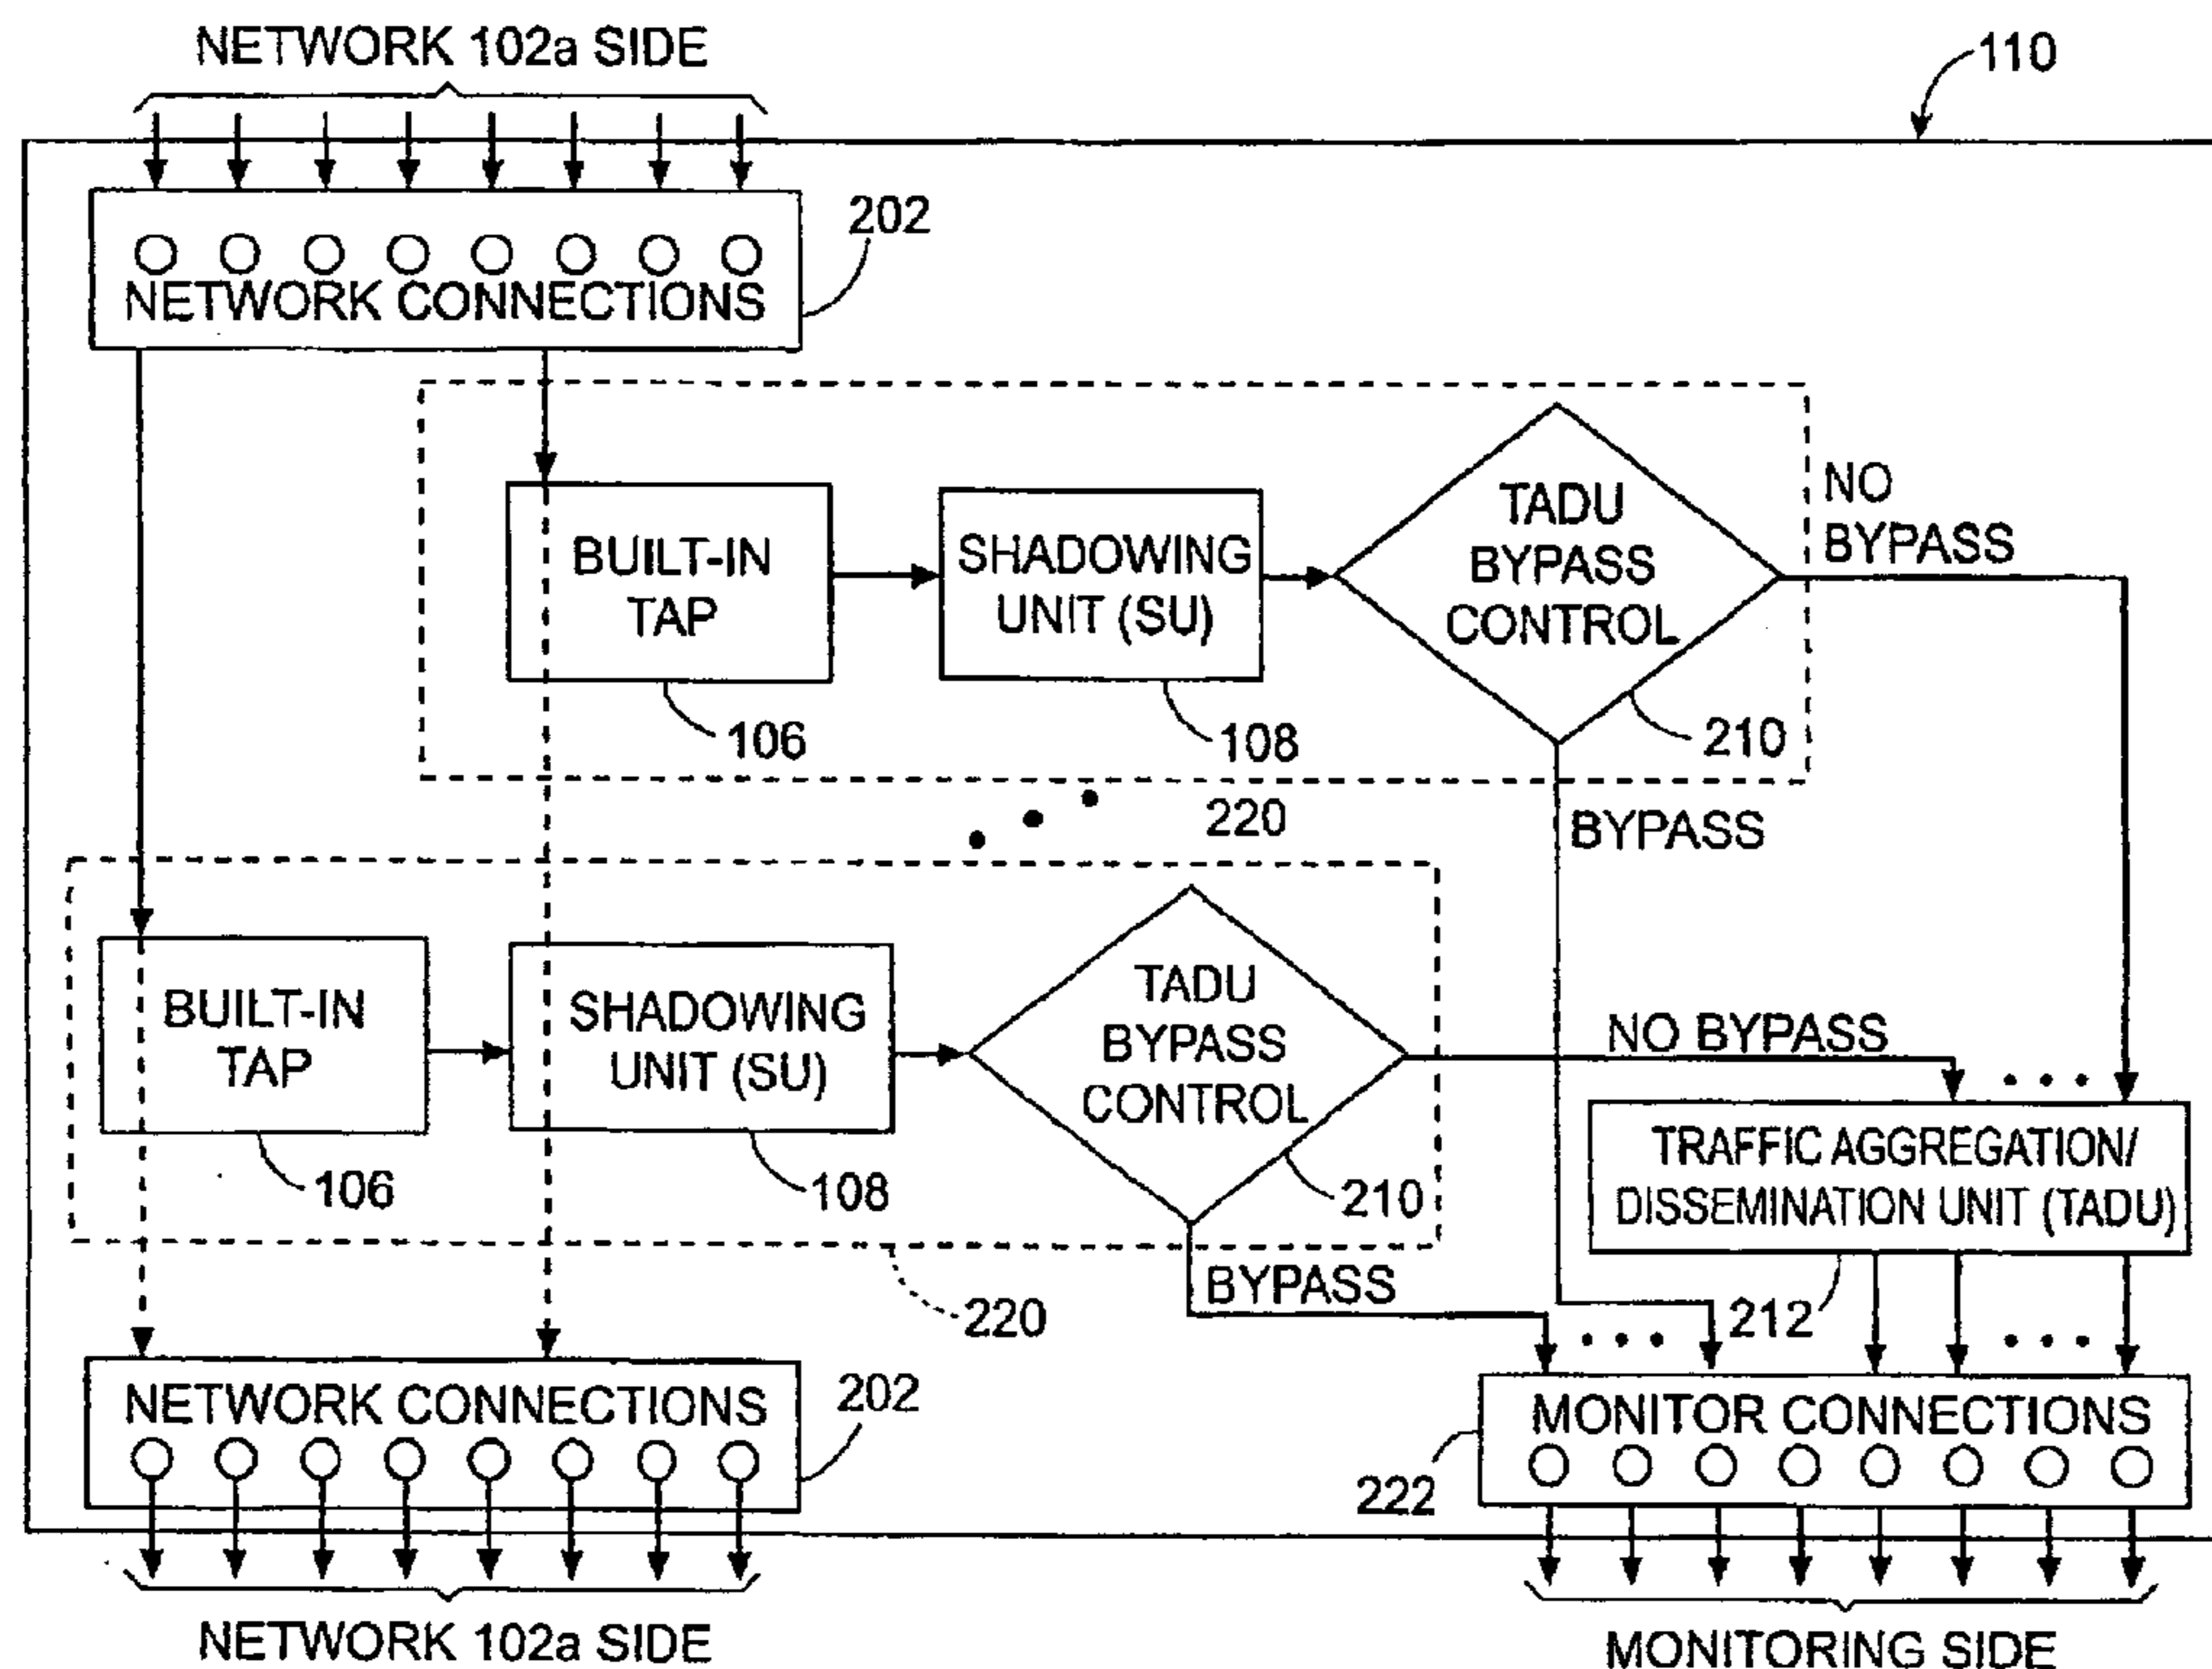 NETWORK 102a SIDE
110
202
NETWORK CONNECTIONS
TADU
BYPASS
CONTROL
NO
BYPASS
BUILT-IN
TAP
SHADOWING
UNIT (SU)
106
108
210
220
BYPASS
TADU
BYPASS
CONTROL
BUILT-IN
TAP
SHADOWING
UNIT (SU)
NO BYPASS
106
108
210
TRAFFIC AGGREGATION/
DISSEMINATION UNIT (TADU)
BYPASS
220
212
NETWORK CONNECTIONS
202
MONITOR CONNECTIONS
222
NETWORK 102a SIDE
MONITORING SIDE